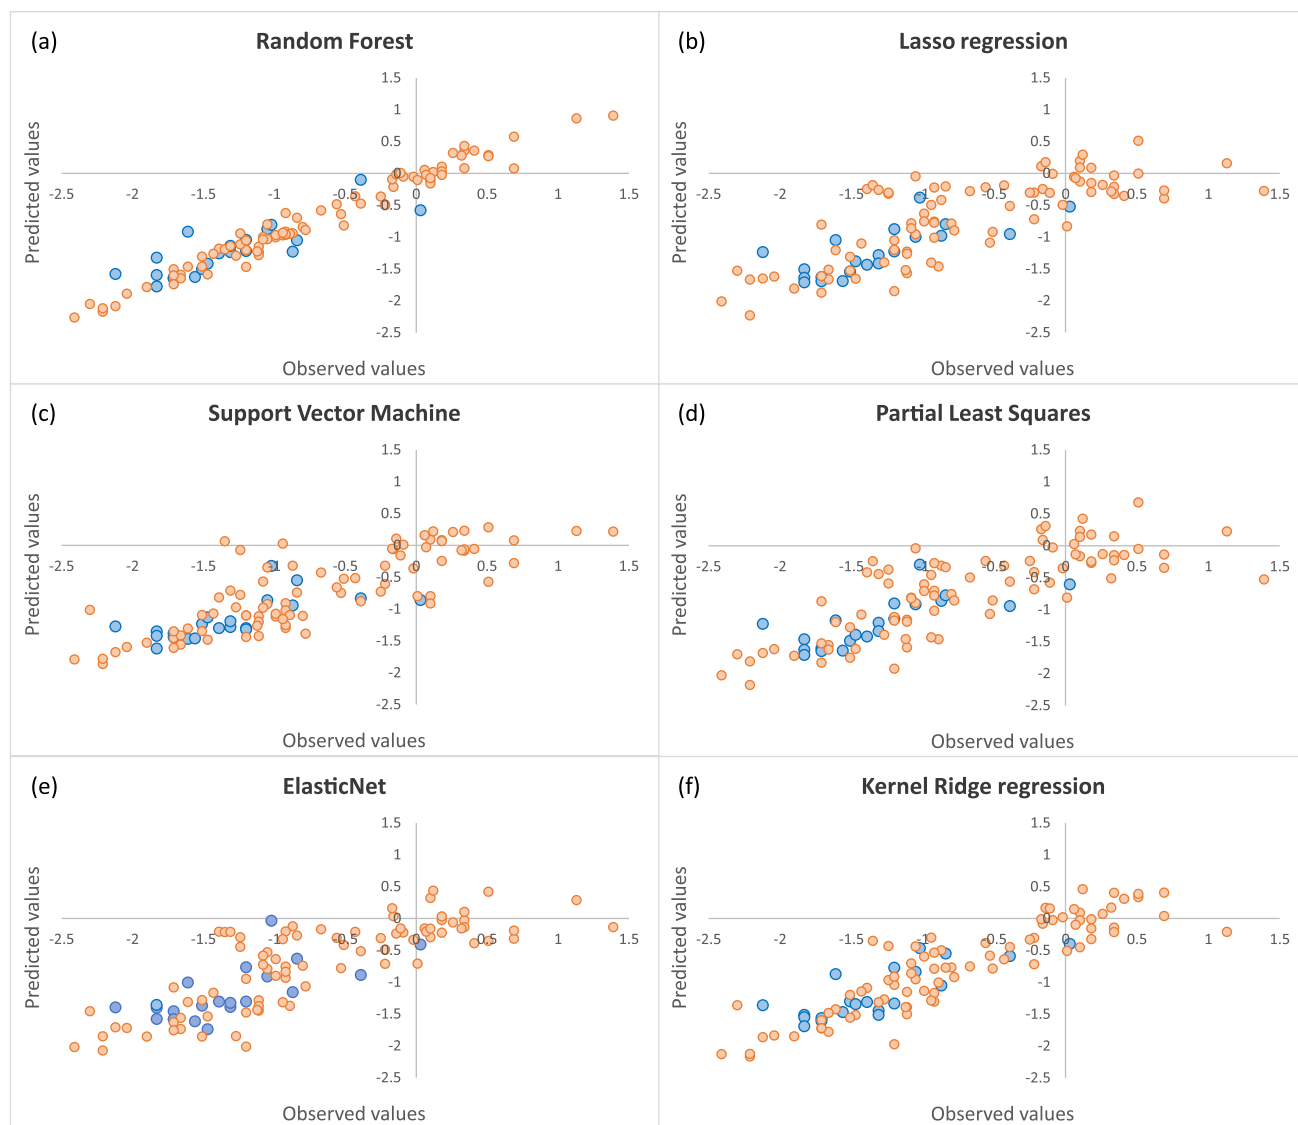 (a) Random Forest
1.5
1
0.5
0
-2.5 -2 -1.5 -1 -0.5 0 0.5 1 1.5
-0.5
-1
-1.5
-2
-2.5
Predicted values
Observed values
(b) Lasso regression
1.5
1
0.5
0
-2.5 -2 -1.5 -1 -0.5 0 0.5 1 1.5
-0.5
-1
-1.5
-2
-2.5
Predicted values
Observed values
(c) Support Vector Machine
1.5
1
0.5
0
-2.5 -2 -1.5 -1 -0.5 0 0.5 1 1.5
-0.5
-1
-1.5
-2
-2.5
Predicted values
Observed values
(d) Partial Least Squares
1.5
1
0.5
0
-2.5 -2 -1.5 -1 -0.5 0 0.5 1 1.5
-0.5
-1
-1.5
-2
-2.5
Predicted values
Observed values
(e) ElasticNet
1.5
1
0.5
0
-2.5 -2 -1.5 -1 -0.5 0 0.5 1 1.5
-0.5
-1
-1.5
-2
-2.5
Predicted values
Observed values
(f) Kernel Ridge regression
1.5
1
0.5
0
-2.5 -2 -1.5 -1 -0.5 0 0.5 1 1.5
-0.5
-1
-1.5
-2
-2.5
Predicted values
Observed values